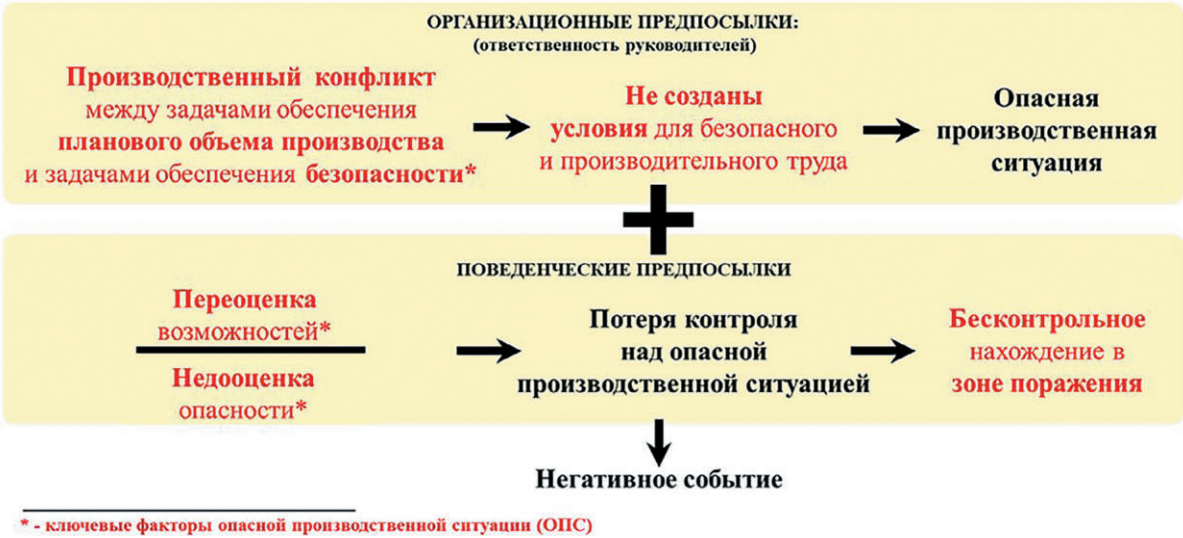 ОРГАНИЗАЦИОННЫЕ ПРЕДПОСЫЛКИ:
(ответственность руководителей)
Производственный конфликт
между задачами обеспечения
планового объема производства
и задачами обеспечения безопасности*
Не созданы
условия для безопасного
и производительного труда
Опасная
производственная
ситуация
ПОВЕДЕНЧЕСКИЕ ПРЕДПОСЫЛКИ
Переоценка
возможностей*
Недооценка
опасности*
Потеря контроля
над опасной
производственной ситуацией
Бесконтрольное
нахождение в
зоне поражения
Негативное событие
* - ключевые факторы опасной производственной ситуации (ОПС)